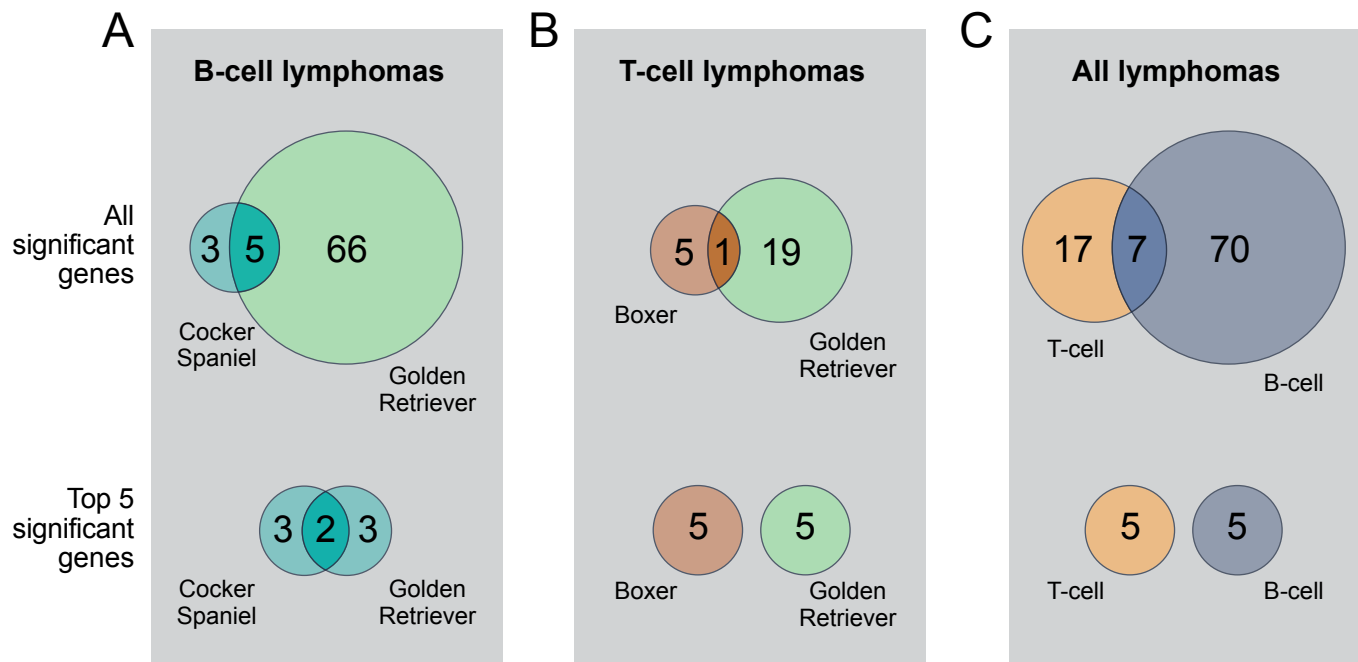 A
B-cell lymphomas
All
significant
genes
3
5
66
Cocker
Spaniel
Golden
Retriever
Top 5
significant
genes
3
2
3
Cocker
Spaniel
Golden
Retriever
B
T-cell lymphomas
5
1
19
Boxer
Golden
Retriever
5
5
Boxer
Golden
Retriever
C
All lymphomas
17
7
70
T-cell
B-cell
5
5
T-cell
B-cell